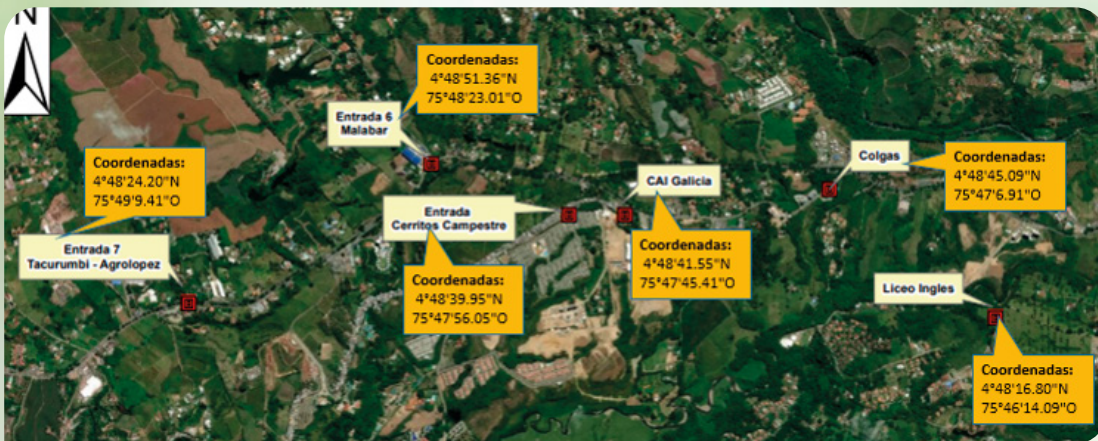 N
Coordenadas:
4°48'51.36"N
75°48'23.01"O
Entrada 6
Malabar
Coordenadas:
4°48'24.20"N
75°49'9.41"O
Entrada 7
Tacurumbi - Agrolopez
Entrada
Cerritos Campestre
Coordenadas:
4°48'39.95"N
75°47'56.05"O
CAI Galicia
Coordenadas:
4°48'41.55"N
75°47'45.41"O
Colgas
Coordenadas:
4°48'45.09"N
75°47'6.91"O
Liceo Ingles
Coordenadas:
4°48'16.80"N
75°46'14.09"O